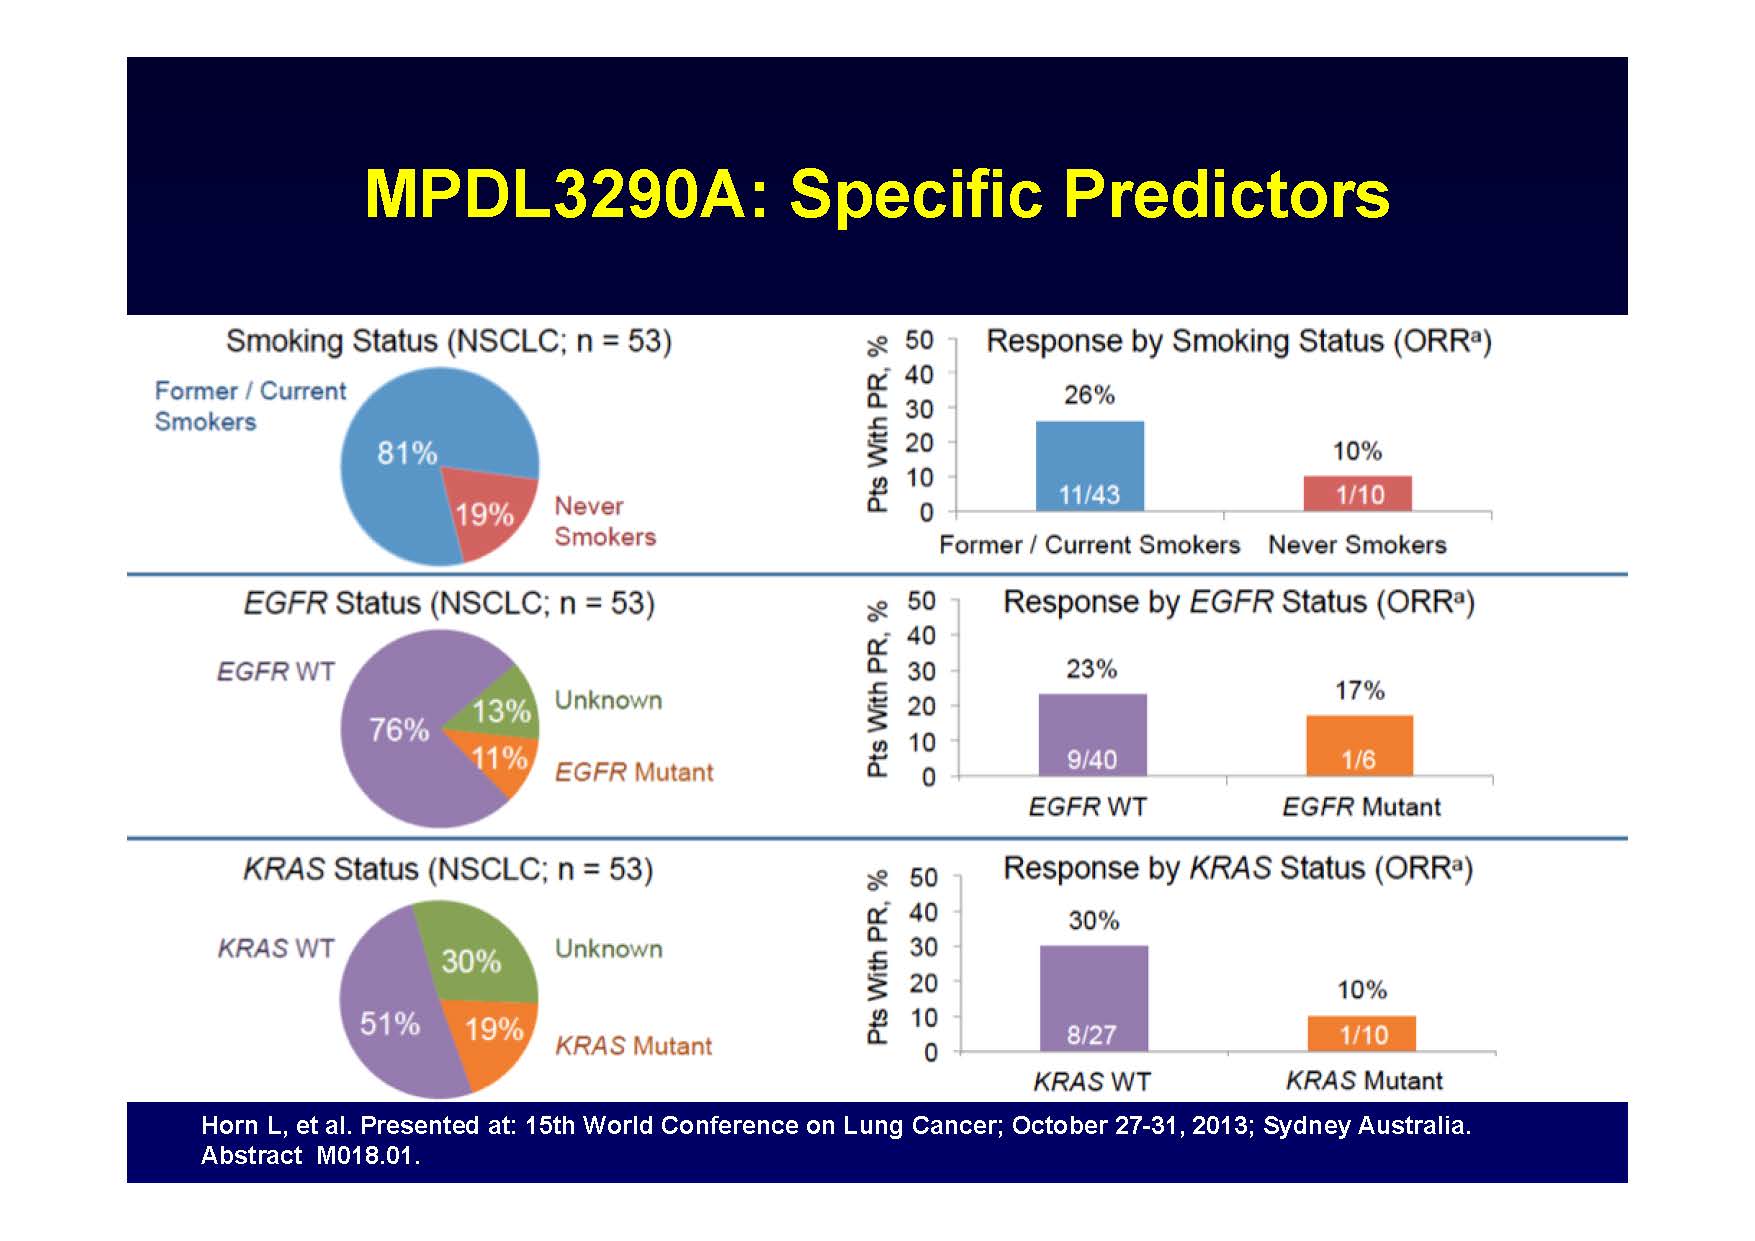 MPDL3290A: Specific Predictors
Smoking Status (NSCLC; n = 53)
Former / Current
Smokers
81%
19%
Never
Smokers
Response by Smoking Status (ORRª)
Pts With PR, %
50
40
30
20
10
0
26%
11/43
10%
1/10
Former / Current Smokers
Never Smokers
EGFR Status (NSCLC; n = 53)
EGFR WT
76%
13%
11%
Unknown
EGFR Mutant
Response by EGFR Status (ORRª)
Pts With PR, %
50
40
30
20
10
0
23%
9/40
17%
1/6
EGFR WT
EGFR Mutant
KRAS Status (NSCLC; n = 53)
KRAS WT
51%
30%
19%
Unknown
KRAS Mutant
Response by KRAS Status (ORRª)
Pts With PR, %
50
40
30
20
10
0
30%
8/27
10%
1/10
KRAS WT
KRAS Mutant
Horn L, et al. Presented at: 15th World Conference on Lung Cancer; October 27-31, 2013; Sydney Australia.
Abstract M018.01.